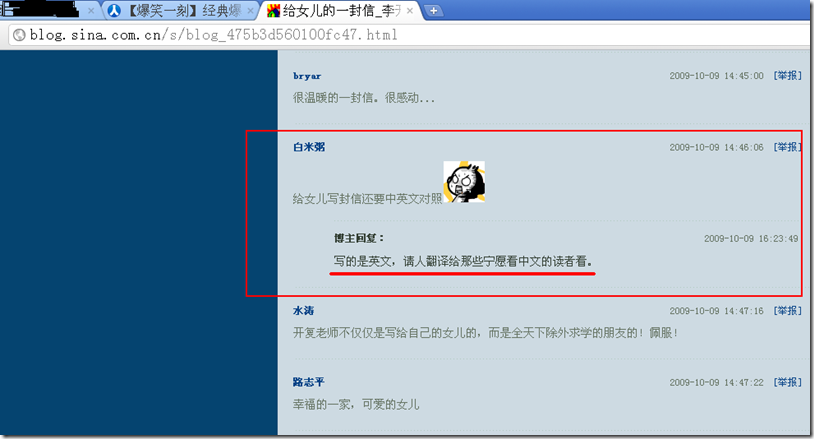 【爆笑一刻】经典爆
给女儿的一封信_李开
blog.sina.com.cn/s/blog_475b3d560100fc47.html
bryar 2009-10-09 14:45:00 [举报]
很温暖的一封信。很感动...
白米粥 2009-10-09 14:46:06 [举报]
给女儿写封信还要中英文对照
博主回复： 2009-10-09 16:23:49
写的是英文，请人翻译给那些宁愿看中文的读者看。
水涛 2009-10-09 14:47:16 [举报]
开复老师不仅仅是写给自己的女儿的，而是全天下除外求学的朋友的！佩服！
路志平 2009-10-09 14:47:22 [举报]
幸福的一家，可爱的女儿